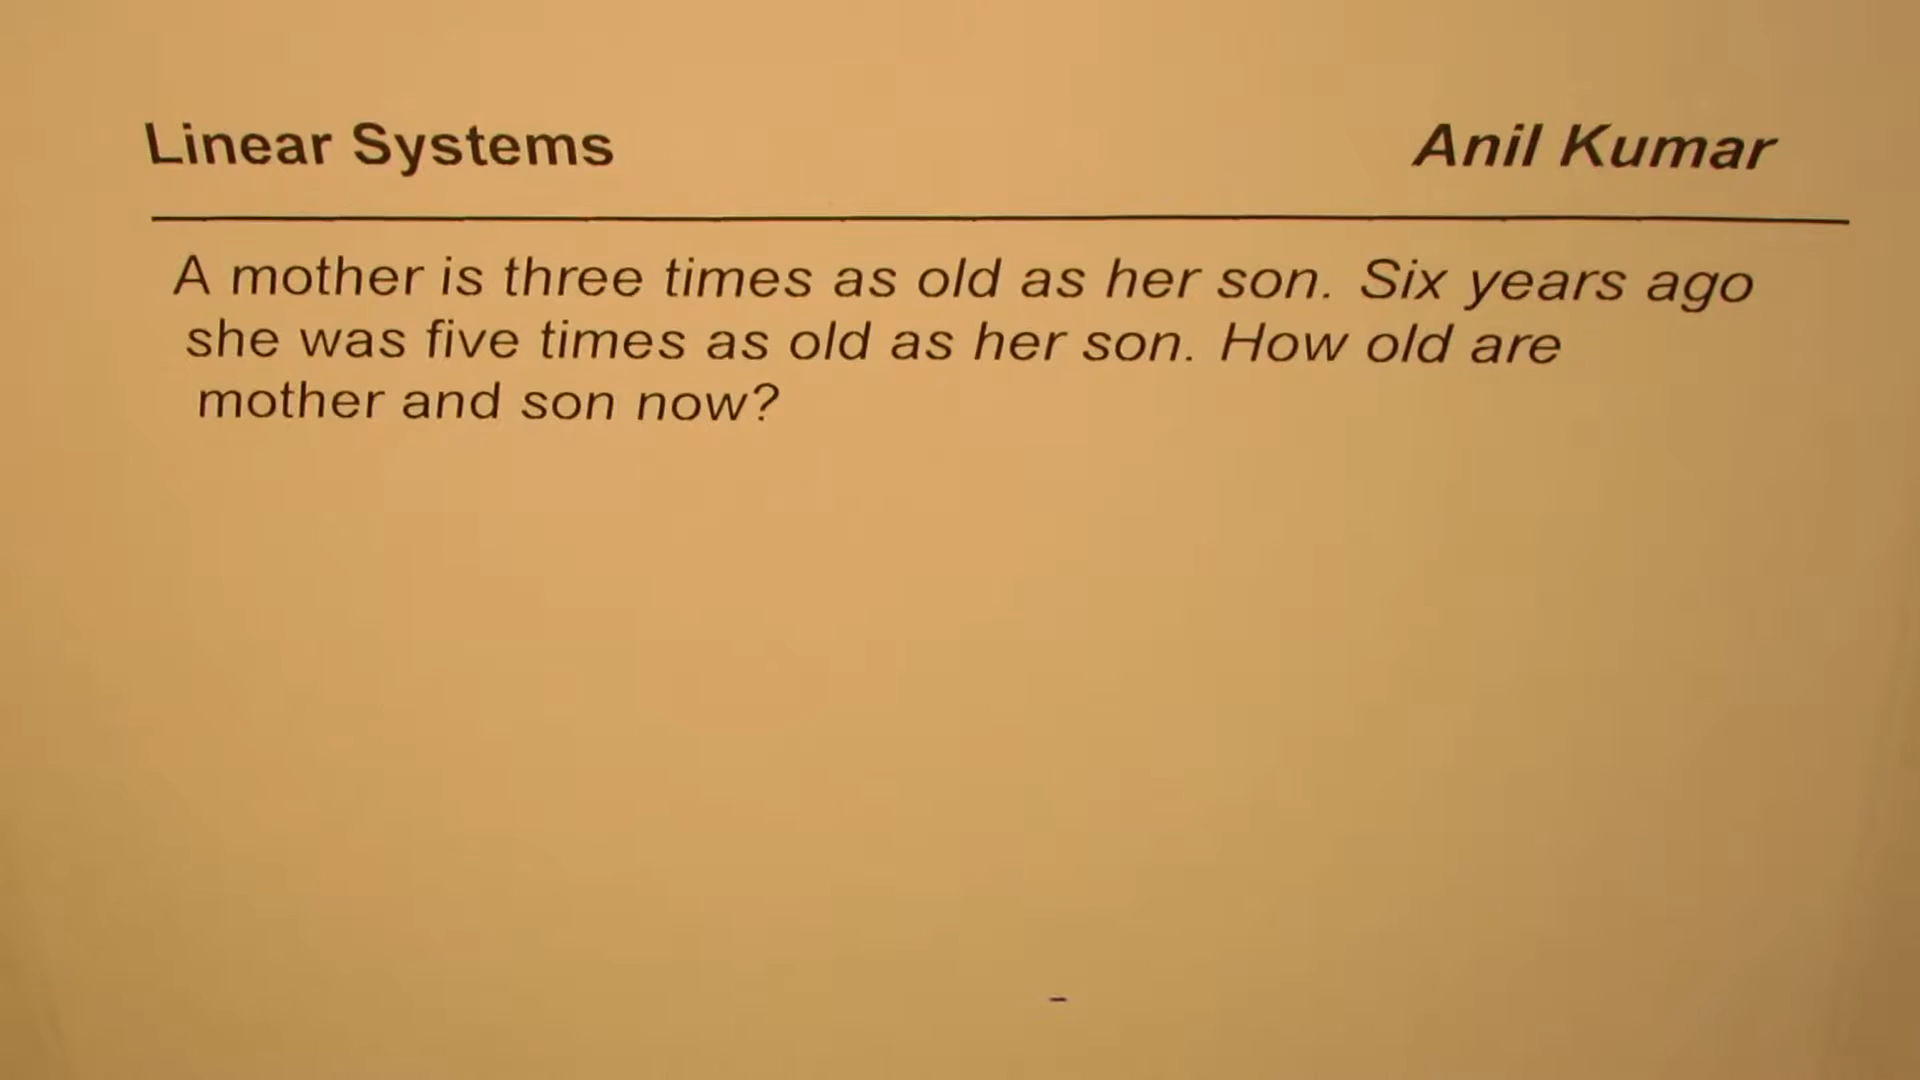 Linear Systems Anil Kumar
A mother is three times as old as her son. Six years ago
she was five times as old as her son. How old are
mother and son now?